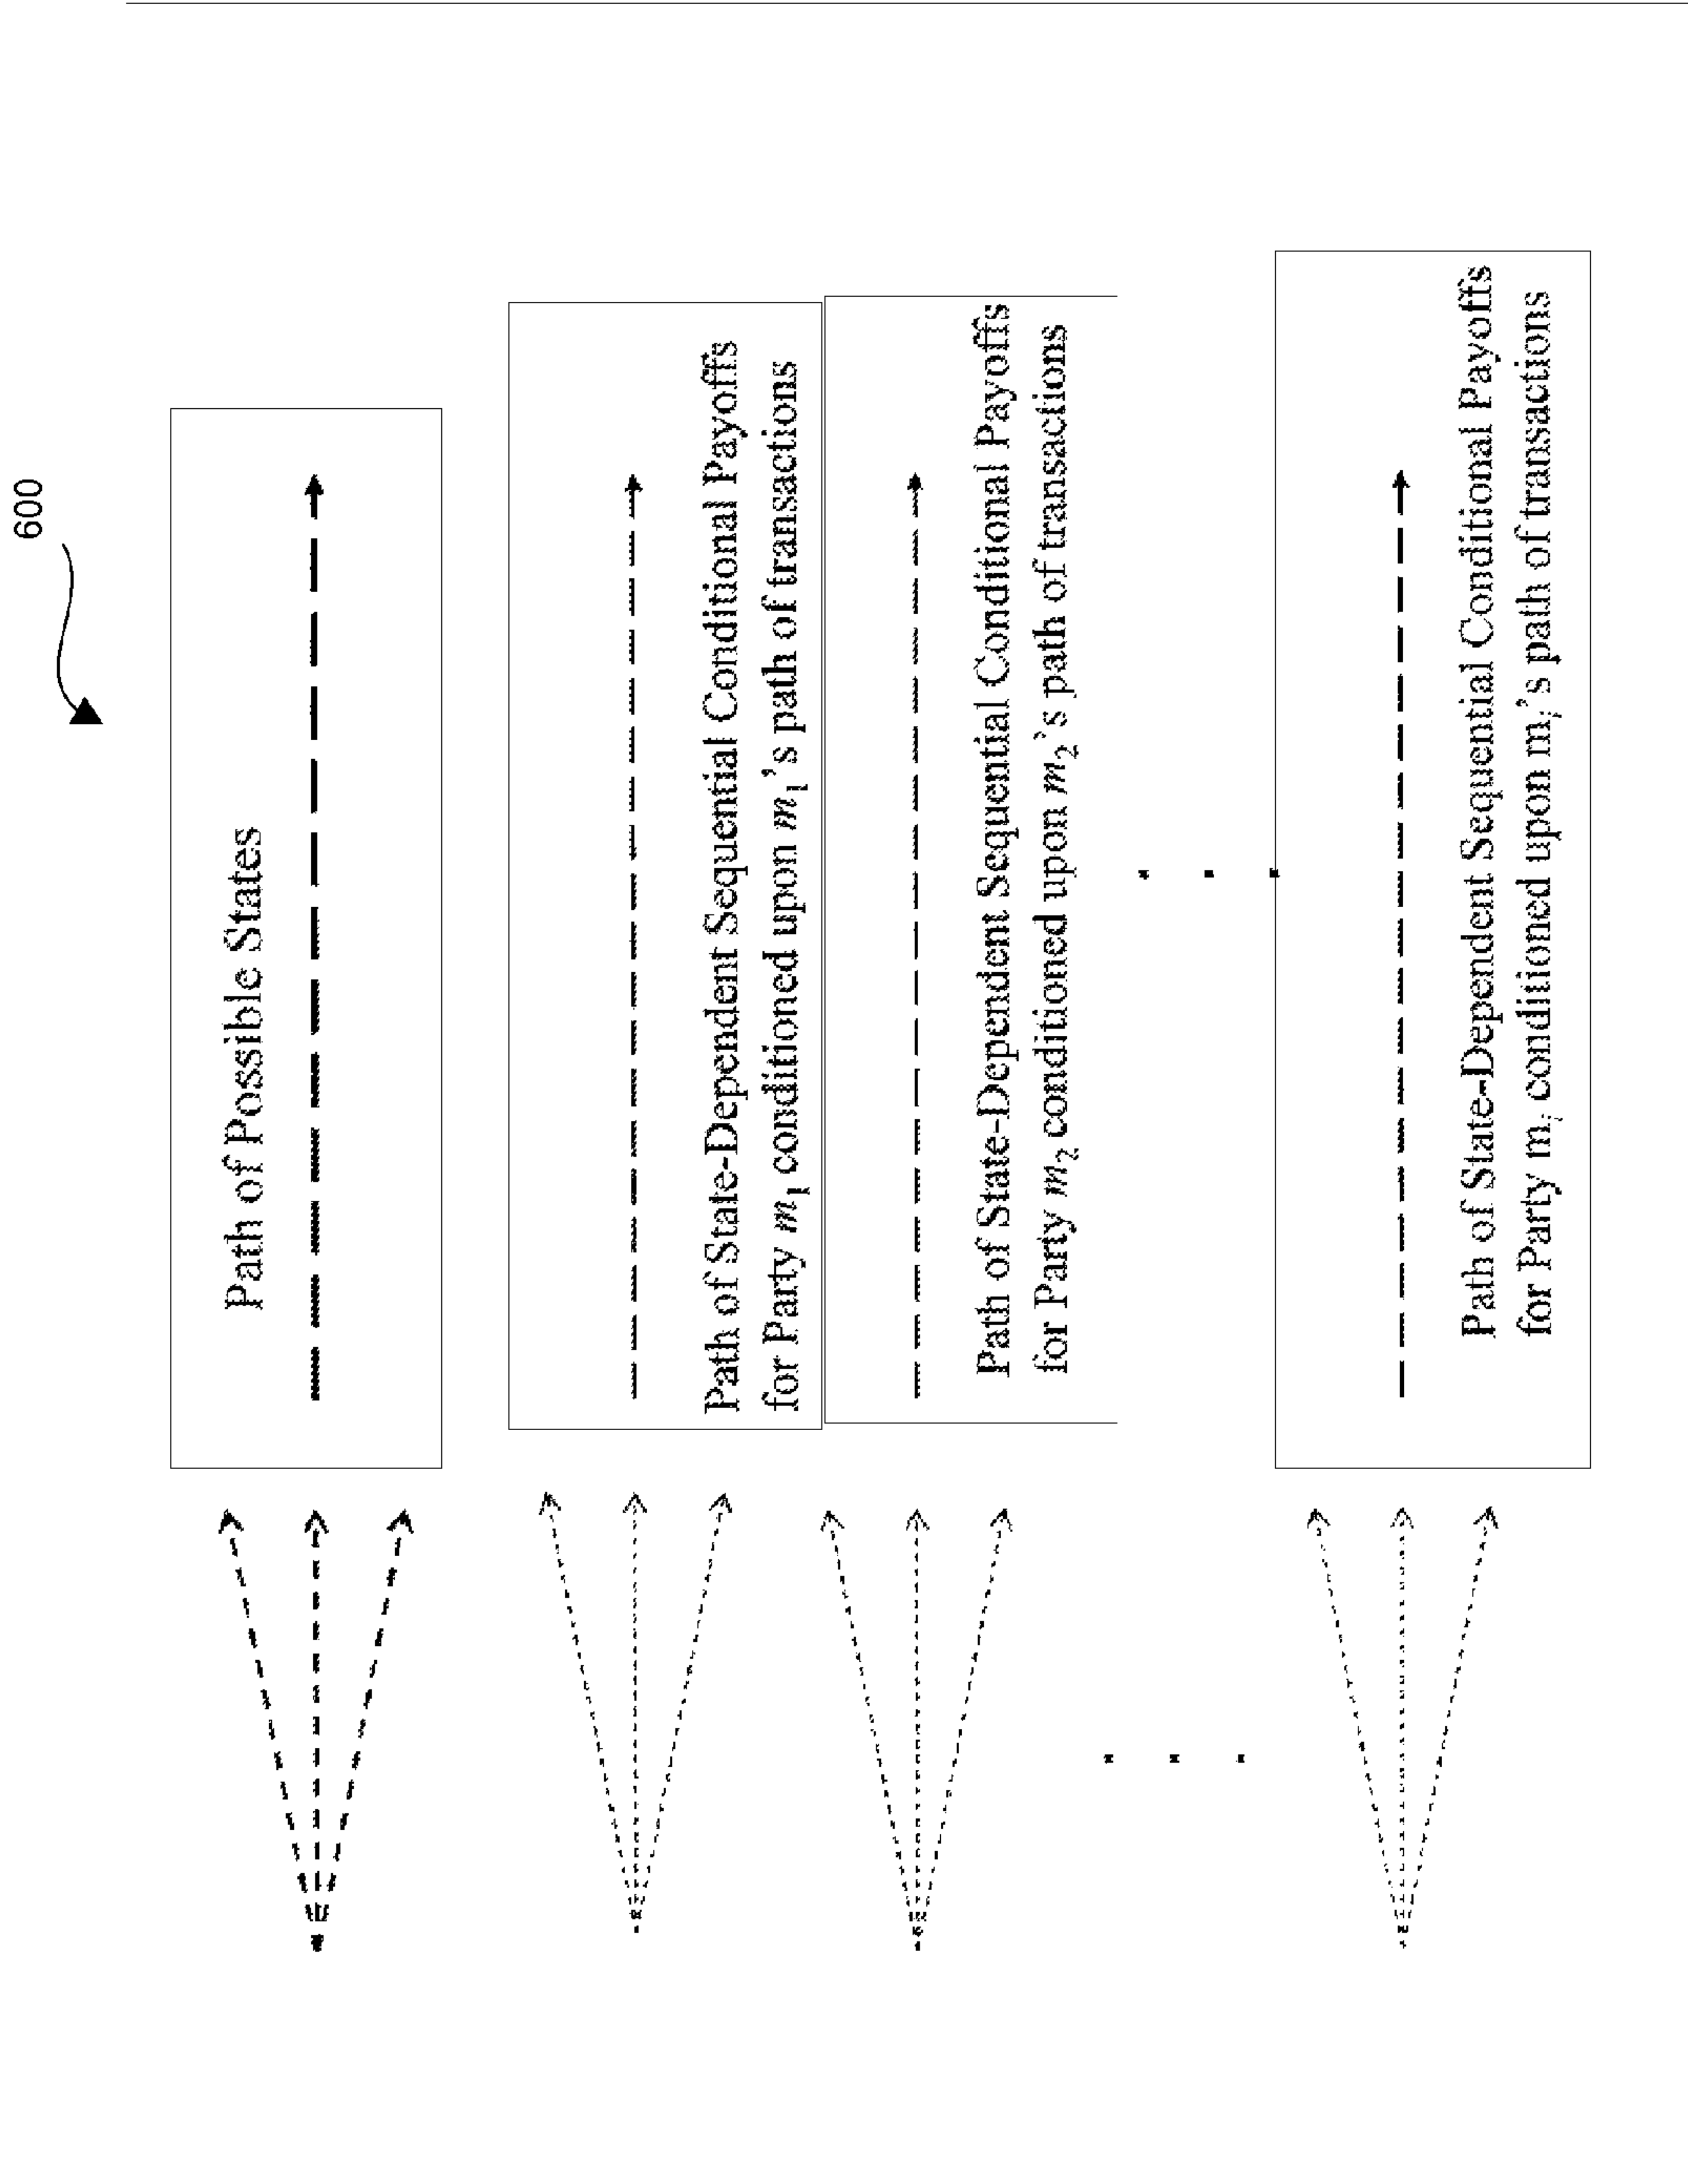 600
Path of Possible States
Path of State-Dependent Sequential Conditional Payoffs
for Party m₁ conditioned upon m₁’s path of transactions
Path of State-Dependent Sequential Conditional Payoffs
for Party m₂ conditioned upon m₂’s path of transactions
Path of State-Dependent Sequential Conditional Payoffs
for Party mᵢ conditioned upon mᵢ’s path of transactions